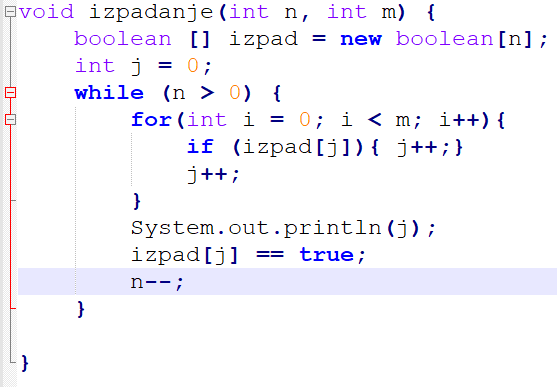 void izpadanje(int n, int m) {
    boolean [] izpad = new boolean[n];
    int j = 0;
    while (n > 0) {
        for(int i = 0; i < m; i++){
            if (izpad[j]){ j++;}
            j++;
        }
        System.out.println(j);
        izpad[j] == true;
        n--;
    }
}